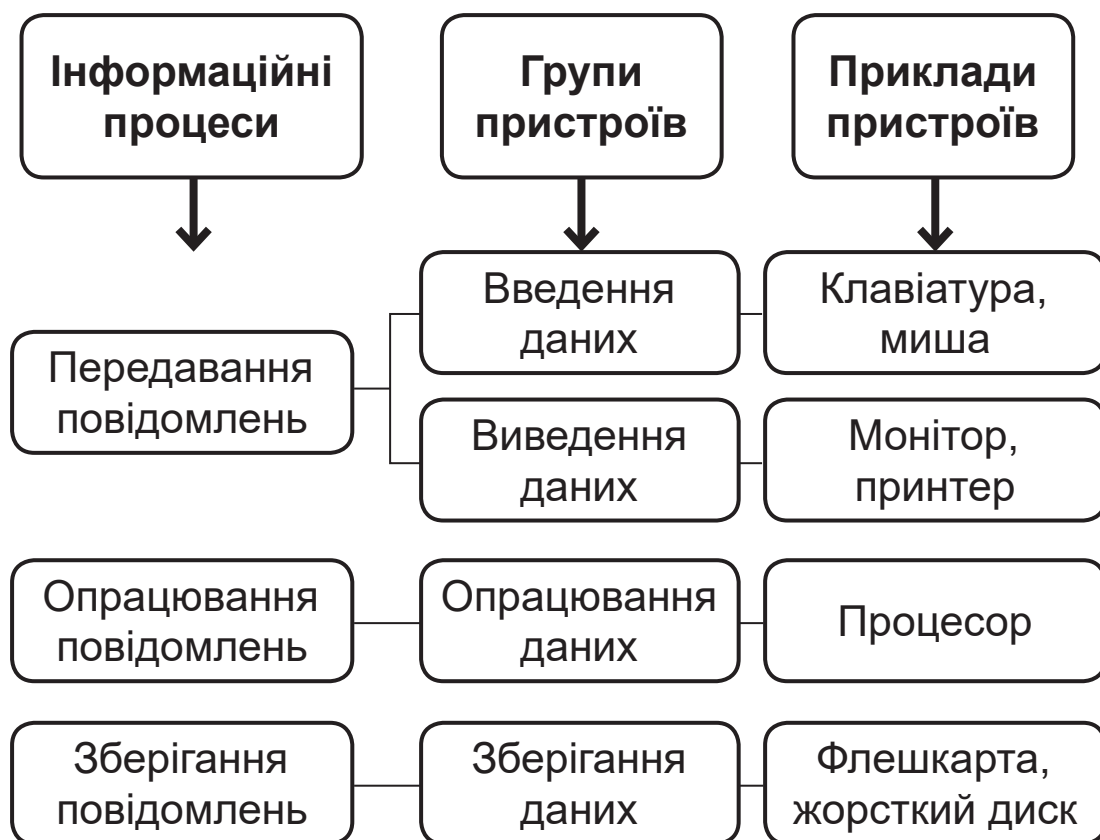 Інформаційні
процеси
Групи
пристроїв
Приклади
пристроїв
Передавання
повідомлень
Введення
даних
Клавіатура,
миша
Виведення
даних
Монітор,
принтер
Опрацювання
повідомлень
Опрацювання
даних
Процесор
Зберігання
повідомлень
Зберігання
даних
Флешкарта,
жорсткий диск